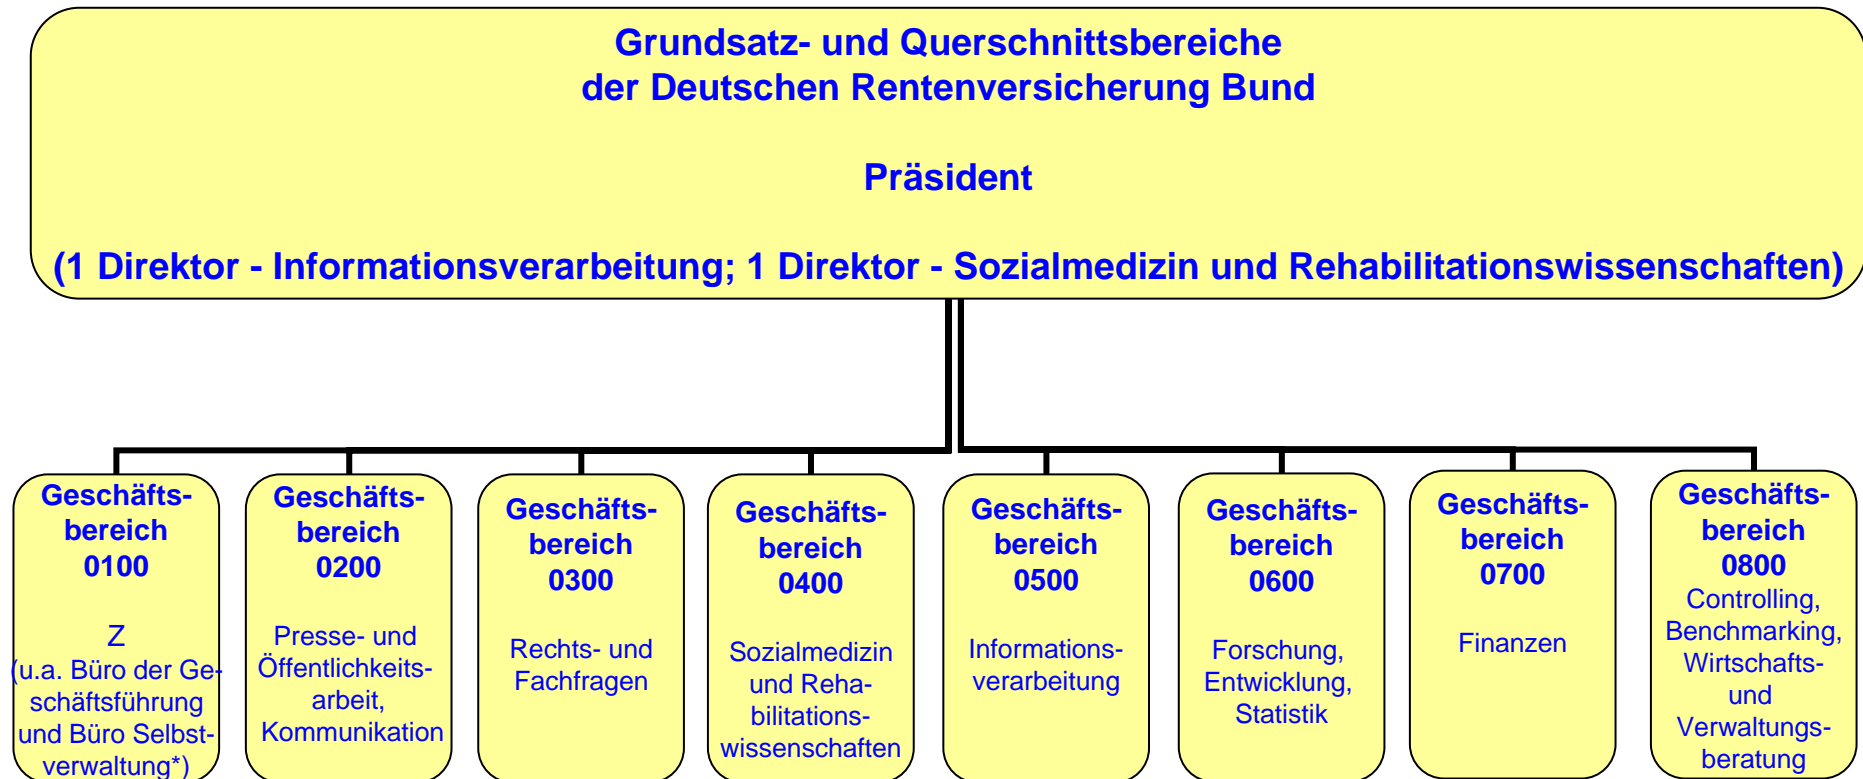 Grundsatz- und Querschnittsbereiche
der Deutschen Rentenversicherung Bund
Präsident
(1 Direktor - Informationsverarbeitung; 1 Direktor - Sozialmedizin und Rehabilitationswissenschaften)
Geschäfts-
bereich
0100
Z
(u.a. Büro der Ge-
schäftsführung
und Büro Selbst-
verwaltung*)
Geschäfts-
bereich
0200
Presse- und
Öffentlichkeits-
arbeit,
Kommunikation
Geschäfts-
bereich
0300
Rechts- und
Fachfragen
Geschäfts-
bereich
0400
Sozialmedizin
und Reha-
bilitations-
wissenschaften
Geschäfts-
bereich
0500
Informations-
verarbeitung
Geschäfts-
bereich
0600
Forschung,
Entwicklung,
Statistik
Geschäfts-
bereich
0700
Finanzen
Geschäfts-
bereich
0800
Controlling,
Benchmarking,
Wirtschafts-
und
Verwaltungs-
beratung